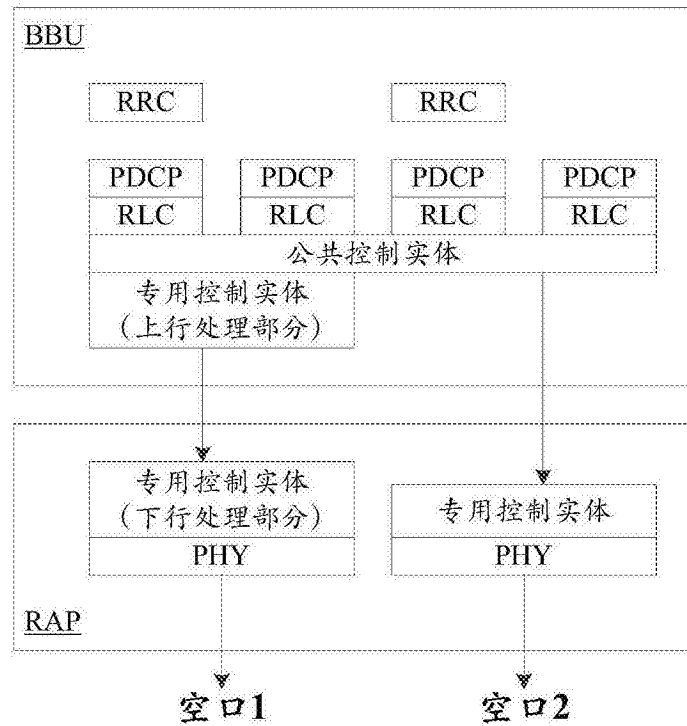 BBU
RRC RRC
PDCP PDCP PDCP PDCP
RLC RLC RLC RLC
公共控制实体
专用控制实体
(上行处理部分)
专用控制实体
(下行处理部分)
专用控制实体
PHY PHY
RAP
空口1 空口2